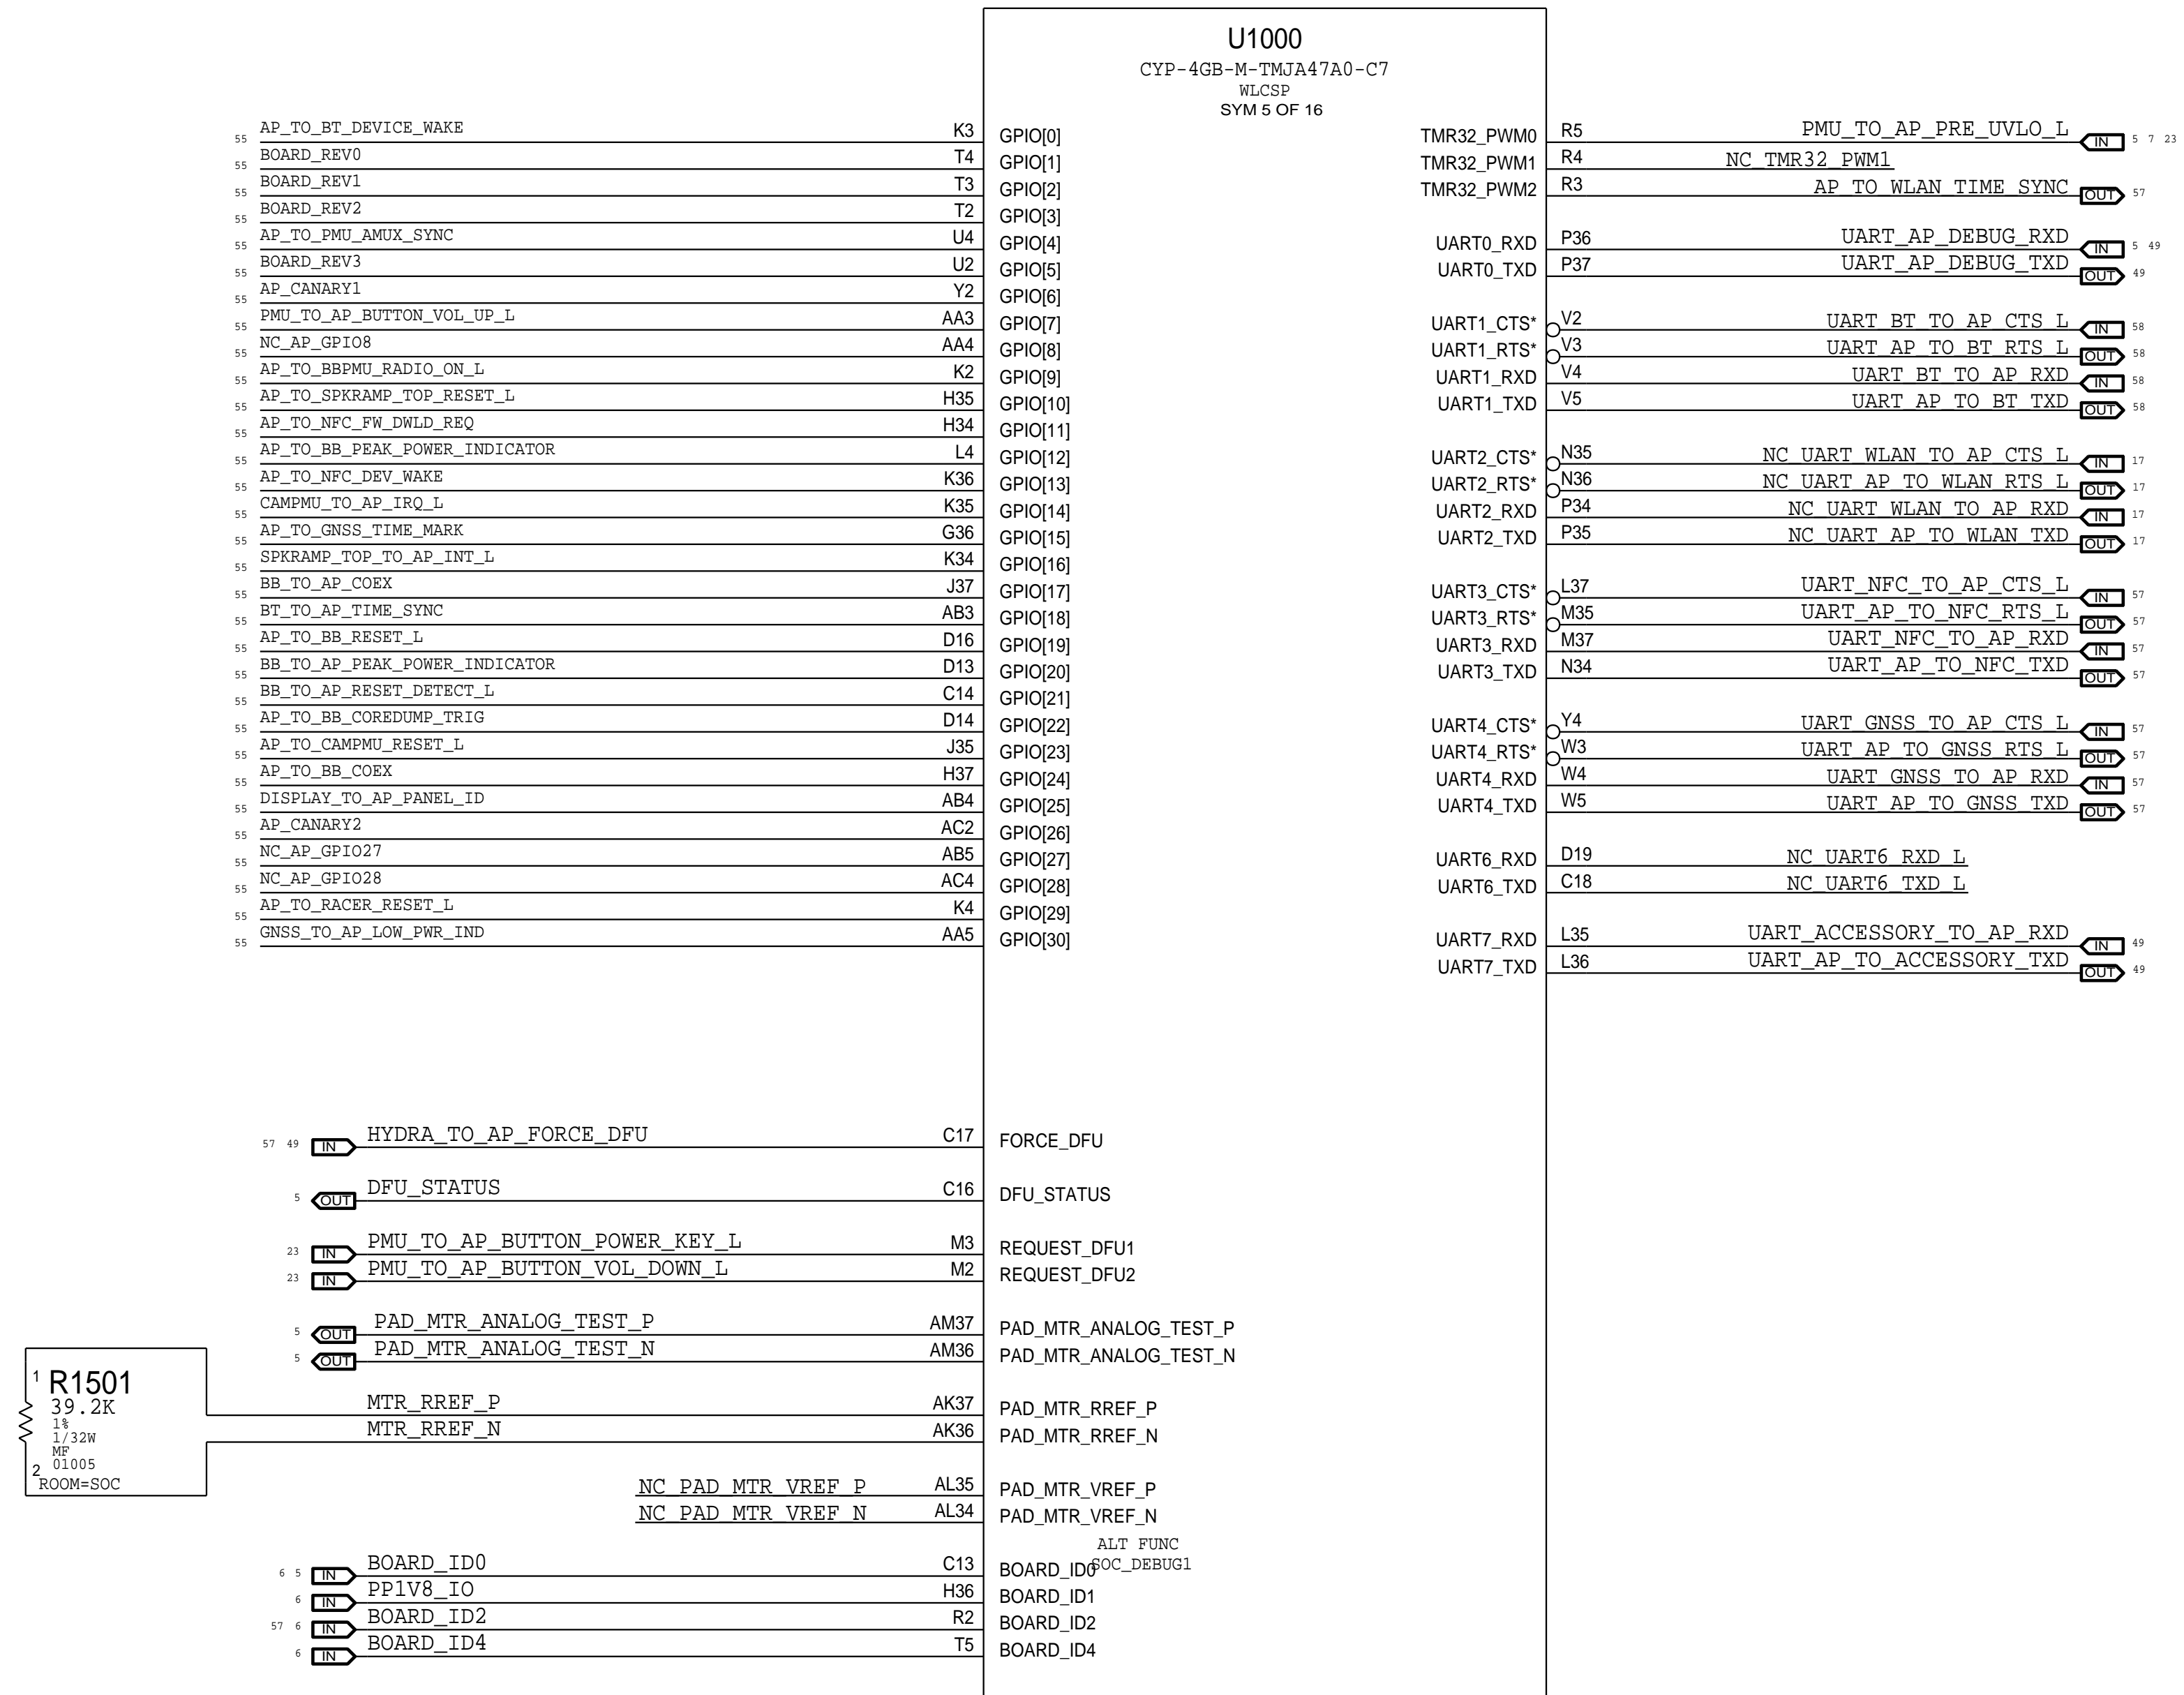 U1000
CYP-4GB-M-TMJA47A0-C7
WLCSP
SYM 5 OF 16
55 AP_TO_BT_DEVICE_WAKE K3 GPIO[0]
55 BOARD_REV0 T4 GPIO[1]
55 BOARD_REV1 T3 GPIO[2]
55 BOARD_REV2 T2 GPIO[3]
55 AP_TO_PMU_AMUX_SYNC U4 GPIO[4]
55 BOARD_REV3 U2 GPIO[5]
55 AP_CANARY1 Y2 GPIO[6]
55 PMU_TO_AP_BUTTON_VOL_UP_L AA3 GPIO[7]
55 NC_AP_GPIO8 AA4 GPIO[8]
55 AP_TO_BBPMU_RADIO_ON_L K2 GPIO[9]
55 AP_TO_SPKRAMP_TOP_RESET_L H35 GPIO[10]
55 AP_TO_NFC_FW_DWLD_REQ H34 GPIO[11]
55 AP_TO_BB_PEAK_POWER_INDICATOR L4 GPIO[12]
55 AP_TO_NFC_DEV_WAKE K36 GPIO[13]
55 CAMPMU_TO_AP_IRQ_L K35 GPIO[14]
55 AP_TO_GNSS_TIME_MARK G36 GPIO[15]
55 SPKRAMP_TOP_TO_AP_INT_L K34 GPIO[16]
55 BB_TO_AP_COEX J37 GPIO[17]
55 BT_TO_AP_TIME_SYNC AB3 GPIO[18]
55 AP_TO_BB_RESET_L D16 GPIO[19]
55 BB_TO_AP_PEAK_POWER_INDICATOR D13 GPIO[20]
55 BB_TO_AP_RESET_DETECT_L C14 GPIO[21]
55 AP_TO_BB_COREDUMP_TRIG D14 GPIO[22]
55 AP_TO_CAMPMU_RESET_L J35 GPIO[23]
55 AP_TO_BB_COEX H37 GPIO[24]
55 DISPLAY_TO_AP_PANEL_ID AB4 GPIO[25]
55 AP_CANARY2 AC2 GPIO[26]
55 NC_AP_GPIO27 AB5 GPIO[27]
55 NC_AP_GPIO28 AC4 GPIO[28]
55 AP_TO_RACER_RESET_L K4 GPIO[29]
55 GNSS_TO_AP_LOW_PWR_IND AA5 GPIO[30]
TMR32_PWM0 R5 PMU_TO_AP_PRE_UVLO_L IN 5 7 23
TMR32_PWM1 R4 NC_TMR32_PWM1
TMR32_PWM2 R3 AP_TO_WLAN_TIME_SYNC OUT 57
UART0_RXD P36 UART_AP_DEBUG_RXD IN 5 49
UART0_TXD P37 UART_AP_DEBUG_TXD OUT 49
UART1_CTS* V2 UART_BT_TO_AP_CTS_L IN 58
UART1_RTS* V3 UART_AP_TO_BT_RTS_L OUT 58
UART1_RXD V4 UART_BT_TO_AP_RXD IN 58
UART1_TXD V5 UART_AP_TO_BT_TXD OUT 58
UART2_CTS* N35 NC_UART_WLAN_TO_AP_CTS_L IN 17
UART2_RTS* N36 NC_UART_AP_TO_WLAN_RTS_L OUT 17
UART2_RXD P34 NC_UART_WLAN_TO_AP_RXD IN 17
UART2_TXD P35 NC_UART_AP_TO_WLAN_TXD OUT 17
UART3_CTS* L37 UART_NFC_TO_AP_CTS_L IN 57
UART3_RTS* M35 UART_AP_TO_NFC_RTS_L OUT 57
UART3_RXD M37 UART_NFC_TO_AP_RXD IN 57
UART3_TXD N34 UART_AP_TO_NFC_TXD OUT 57
UART4_CTS* Y4 UART_GNSS_TO_AP_CTS_L IN 57
UART4_RTS* W3 UART_AP_TO_GNSS_RTS_L OUT 57
UART4_RXD W4 UART_GNSS_TO_AP_RXD IN 57
UART4_TXD W5 UART_AP_TO_GNSS_TXD OUT 57
UART6_RXD D19 NC_UART6_RXD_L
UART6_TXD C18 NC_UART6_TXD_L
UART7_RXD L35 UART_ACCESSORY_TO_AP_RXD IN 49
UART7_TXD L36 UART_AP_TO_ACCESSORY_TXD OUT 49
57 49 IN HYDRA_TO_AP_FORCE_DFU C17 FORCE_DFU
5 OUT DFU_STATUS C16 DFU_STATUS
23 IN PMU_TO_AP_BUTTON_POWER_KEY_L M3 REQUEST_DFU1
23 IN PMU_TO_AP_BUTTON_VOL_DOWN_L M2 REQUEST_DFU2
5 OUT PAD_MTR_ANALOG_TEST_P AM37 PAD_MTR_ANALOG_TEST_P
5 OUT PAD_MTR_ANALOG_TEST_N AM36 PAD_MTR_ANALOG_TEST_N
1 R1501
39.2K
1%
1/32W
MF
2 01005
ROOM=SOC
MTR_RREF_P AK37 PAD_MTR_RREF_P
MTR_RREF_N AK36 PAD_MTR_RREF_N
NC_PAD_MTR_VREF_P AL35 PAD_MTR_VREF_P
NC_PAD_MTR_VREF_N AL34 PAD_MTR_VREF_N
ALT FUNC
SOC_DEBUG1
6 5 IN BOARD_ID0 C13 BOARD_ID0
6 IN PP1V8_IO H36 BOARD_ID1
57 6 IN BOARD_ID2 R2 BOARD_ID2
6 IN BOARD_ID4 T5 BOARD_ID4